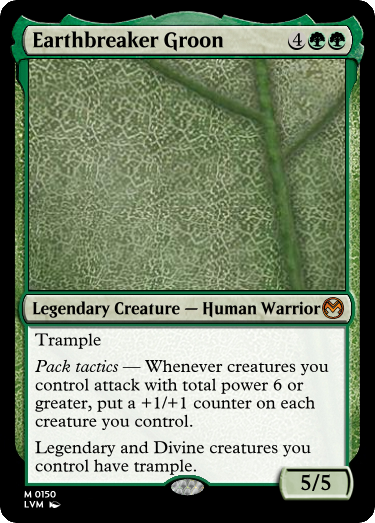 Earthbreaker Groon 4
Legendary Creature — Human Warrior
Trample
Pack tactics — Whenever creatures you
control attack with total power 6 or
greater, put a +1/+1 counter on each
creature you control.
Legendary and Divine creatures you
control have trample.
5/5
M 0150
LVM